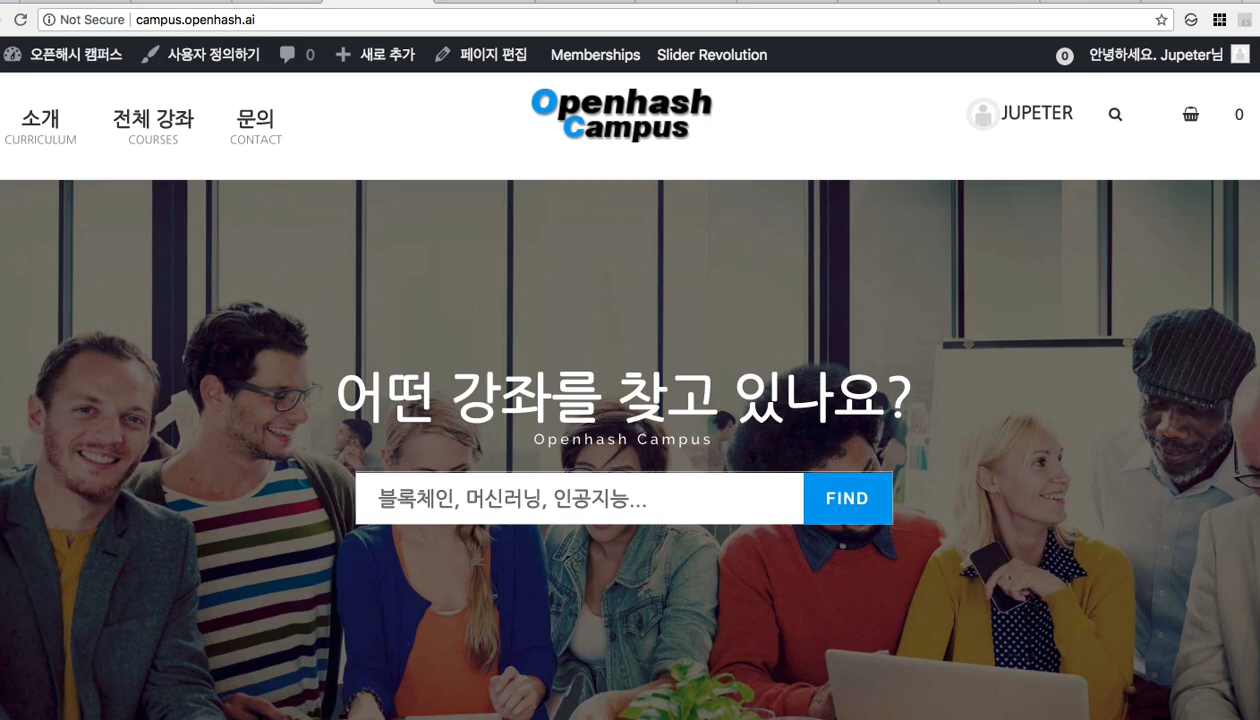 Not Secure campus.openhash.ai
오픈해시 캠퍼스 사용자 정의하기 0 새로 추가 페이지 편집 Memberships Slider Revolution 0 안녕하세요. Jupeter님
소개 전체 강좌 문의
CURRICULUM COURSES CONTACT
Openhash
Campus
JUPETER 0
어떤 강좌를 찾고 있나요?
Openhash Campus
블록체인, 머신러닝, 인공지능... FIND